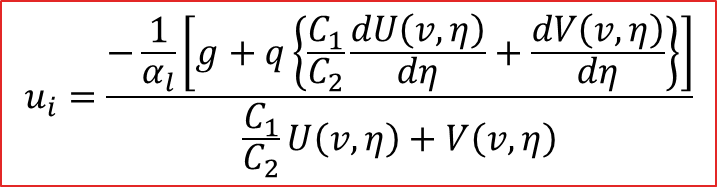 u_i = \frac{-\frac{1}{\alpha_l}\left[g + q\left\{\frac{C_1}{C_2}\frac{dU(v,\eta)}{d\eta} + \frac{dV(v,\eta)}{d\eta}\right\}\right]}{\frac{C_1}{C_2}U(v,\eta) + V(v,\eta)}